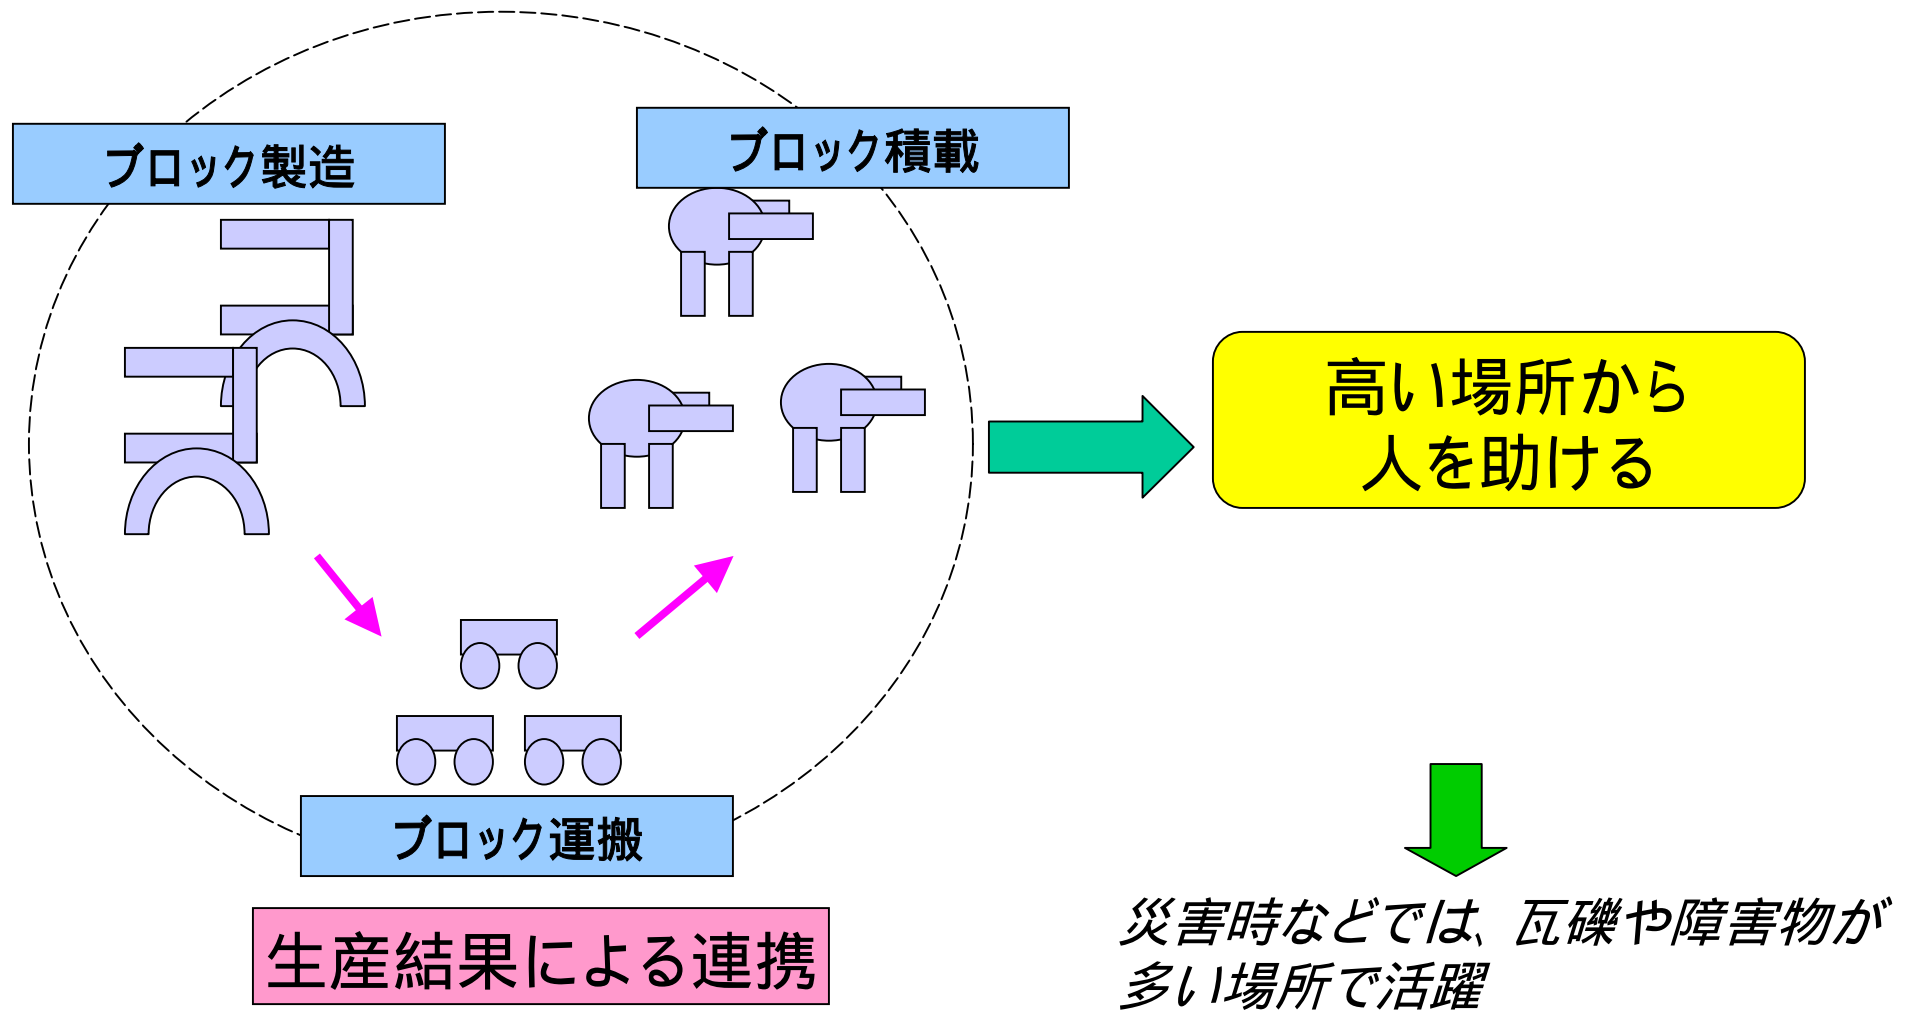 ブロック製造
ブロック積載
高い場所から
人を助ける
ブロック運搬
生産結果による連携
災害時などでは、瓦礫や障害物が
多い場所で活躍